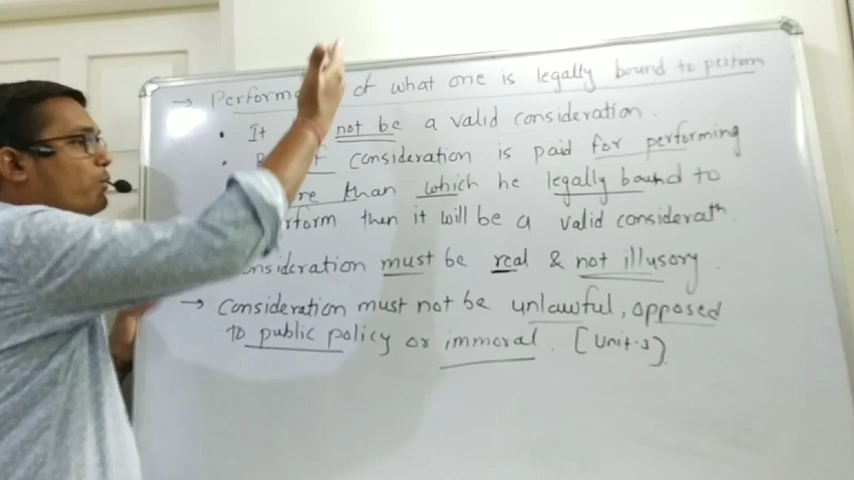 → Perform of what one is legally bound to perform
• It not be a valid consideration.
• consideration is paid for performing
re than which he legally bound to
rform then it will be a valid considerath.
nsideration must be real & not illusory.
→ Consideration must not be unlawful, opposed
to public policy or immoral. [Unit-3]